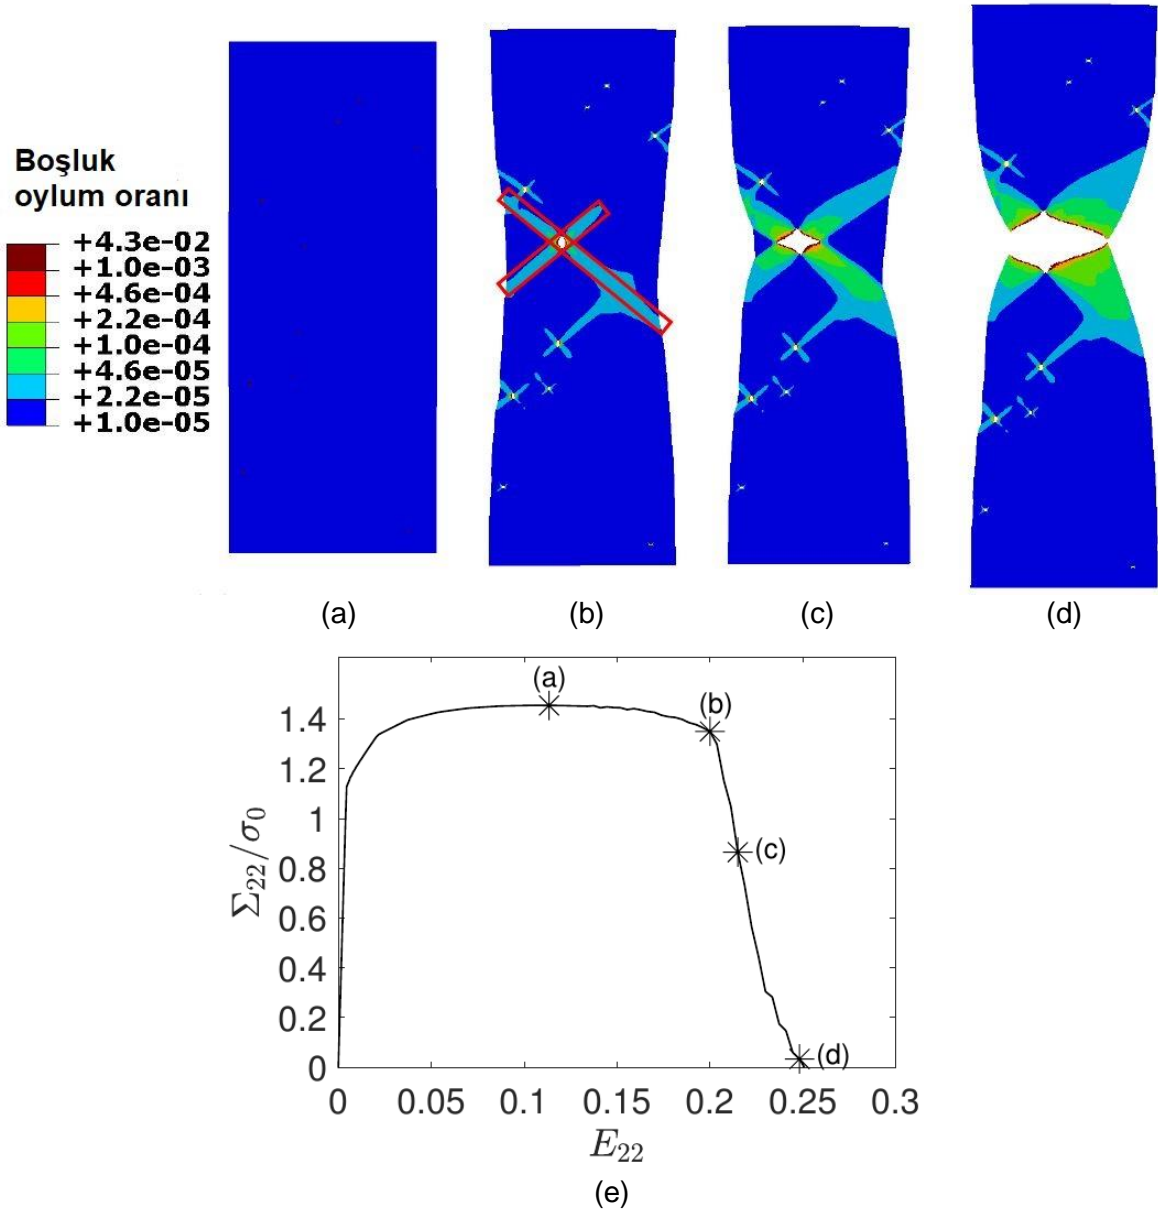 Boşluk
oylum oranı
+4.3e-02
+1.0e-03
+4.6e-04
+2.2e-04
+1.0e-04
+4.6e-05
+2.2e-05
+1.0e-05
(a) (b) (c) (d)
(a)
(b)
(c)
(d)
1.4
1.2
1
0.8
0.6
0.4
0.2
0
Σ22/σ0
0 0.05 0.1 0.15 0.2 0.25 0.3
E22
(e)